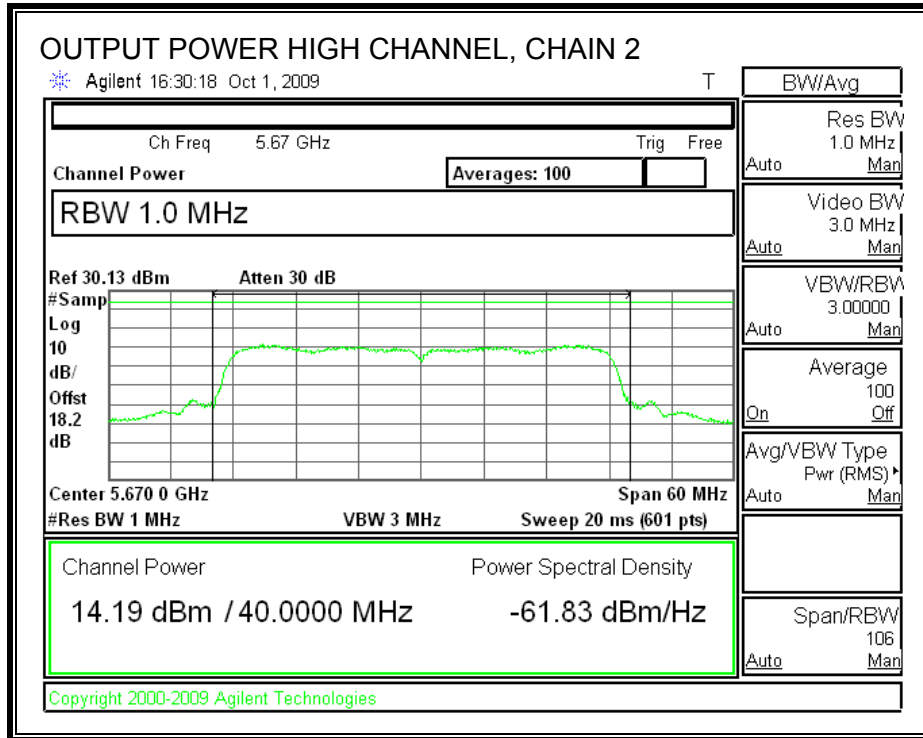 OUTPUT POWER HIGH CHANNEL, CHAIN 2
Agilent 16:30:18 Oct 1, 2009 T
Ch Freq 5.67 GHz Trig Free
Channel Power Averages: 100
RBW 1.0 MHz
Ref 30.13 dBm Atten 30 dB
#Samp
Log
10
dB/
Offst
18.2
dB
Center 5.670 0 GHz Span 60 MHz
#Res BW 1 MHz VBW 3 MHz Sweep 20 ms (601 pts)
Channel Power Power Spectral Density
14.19 dBm / 40.0000 MHz -61.83 dBm/Hz
Copyright 2000-2009 Agilent Technologies
BW/Avg
Res BW
1.0 MHz
Auto Man
Video BW
3.0 MHz
Auto Man
VBW/RBW
3.00000
Auto Man
Average
100
On Off
Avg/VBW Type
Pwr (RMS)
Auto Man
Span/RBW
106
Auto Man